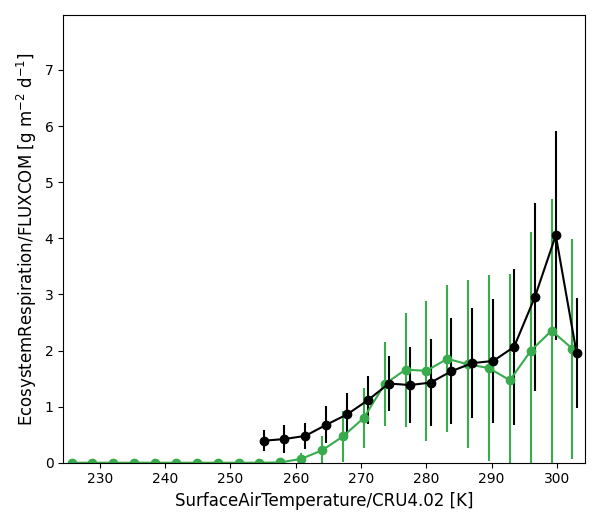 EcosystemRespiration/FLUXCOM [g m⁻² d⁻¹]
7
6
5
4
3
2
1
0
230 240 250 260 270 280 290 300
SurfaceAirTemperature/CRU4.02 [K]